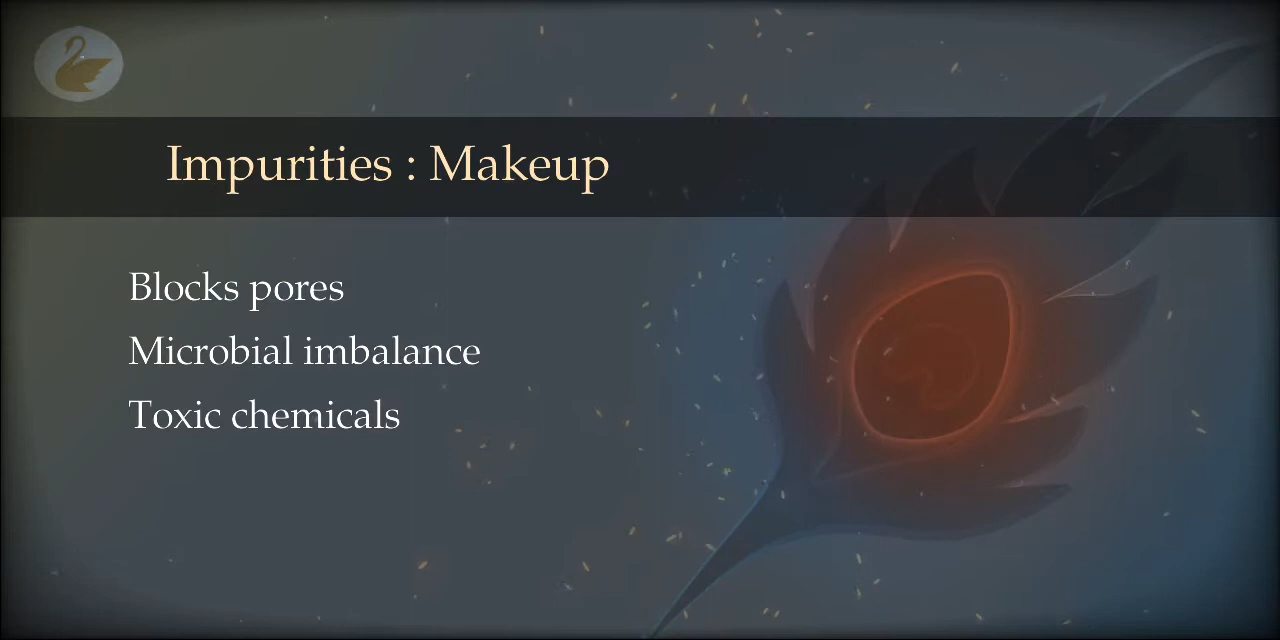 Impurities : Makeup
Blocks pores
Microbial imbalance
Toxic chemicals